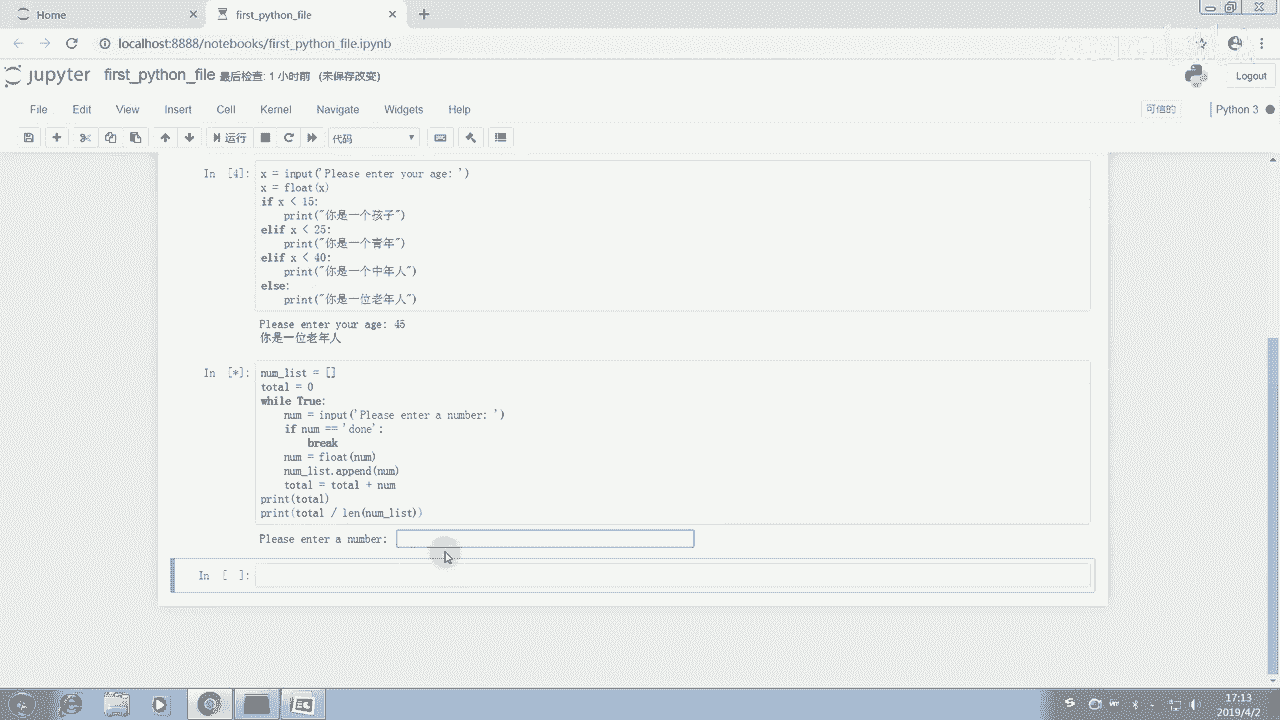 Home
first_python_file
localhost:8888/notebooks/first_python_file.ipynb
jupyter first_python_file 最后检查: 1 小时前 (未保存改变)
Logout
File Edit View Insert Cell Kernel Navigate Widgets Help
可信的 Python 3
运行 代码
In [4]: x = input('Please enter your age: ')
x = float(x)
if x < 15:
    print("你是一个孩子")
elif x < 25:
    print("你是一个青年")
elif x < 40:
    print("你是一个中年人")
else:
    print("你是一位老年人")
Please enter your age: 45
你是一位老年人
In [*]: num_list = []
total = 0
while True:
    num = input('Please enter a number: ')
    if num == 'done':
        break
    num = float(num)
    num_list.append(num)
    total = total + num
print(total)
print(total / len(num_list))
Please enter a number:
In [ ]:
17:13
2019/4/2